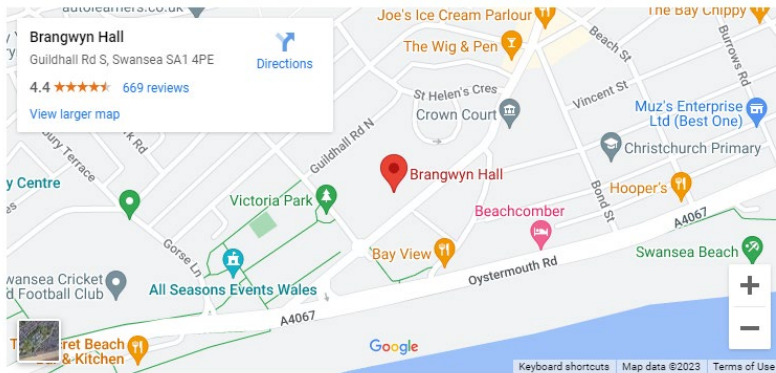 autolearners.co.uk
Joe's Ice Cream Parlour
The Bay Chippy
Brangwyn Hall
Guildhall Rd S, Swansea SA1 4PE
Directions
4.4
669 reviews
View larger map
The Wig & Pen
Beach St
Burrows Rd
St Helen's Cres
Vincent St
Crown Court
Muz's Enterprise
Ltd (Best One)
Guildhall Rd N
Christchurch Primary
Brangwyn Hall
Terrace
Rd
Centre
Victoria Park
Bond St
Hooper's
Beachcomber
A4067
Gorse Ln
Bay View
Swansea Beach
All Seasons Events Wales
Oystermouth Rd
Cricket
Football Club
A4067
Beach
& Kitchen
Google
+
−
Keyboard shortcuts
Map data ©2023
Terms of Use